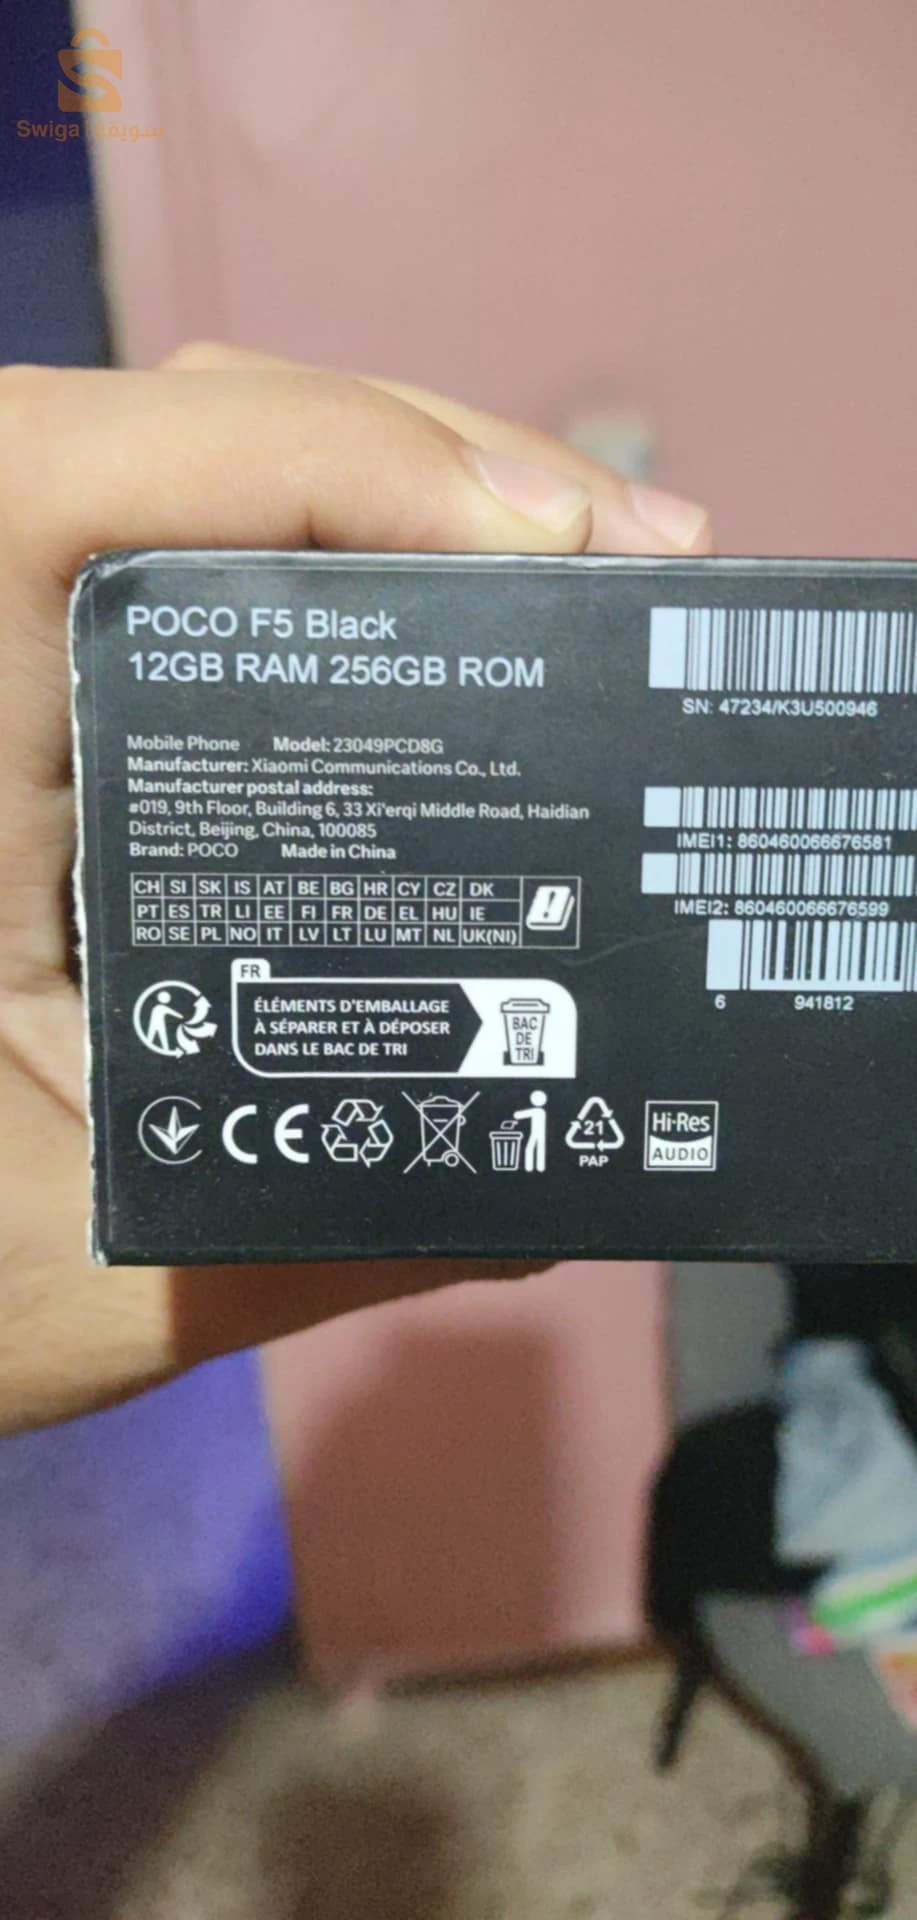 Swiga سويقة
POCO F5 Black
12GB RAM 256GB ROM
SN: 47234/K3U500946
Mobile Phone Model: 23049PCD8G
Manufacturer: Xiaomi Communications Co., Ltd.
Manufacturer postal address:
#019, 9th Floor, Building 6, 33 Xi'erqi Middle Road, Haidian
District, Beijing, China, 100085
Brand: POCO Made in China
IMEI1: 860460066676581
IMEI2: 860460066676599
6 941812
CH SI SK IS AT BE BG HR CY CZ DK
PT ES TR LI EE FI FR DE EL HU IE
RO SE PL NO IT LV LT LU MT NL UK(NI)
FR
ÉLÉMENTS D'EMBALLAGE
À SÉPARER ET À DÉPOSER
DANS LE BAC DE TRI
BAC
DE
TRI
CE
21
PAP
Hi-Res
AUDIO